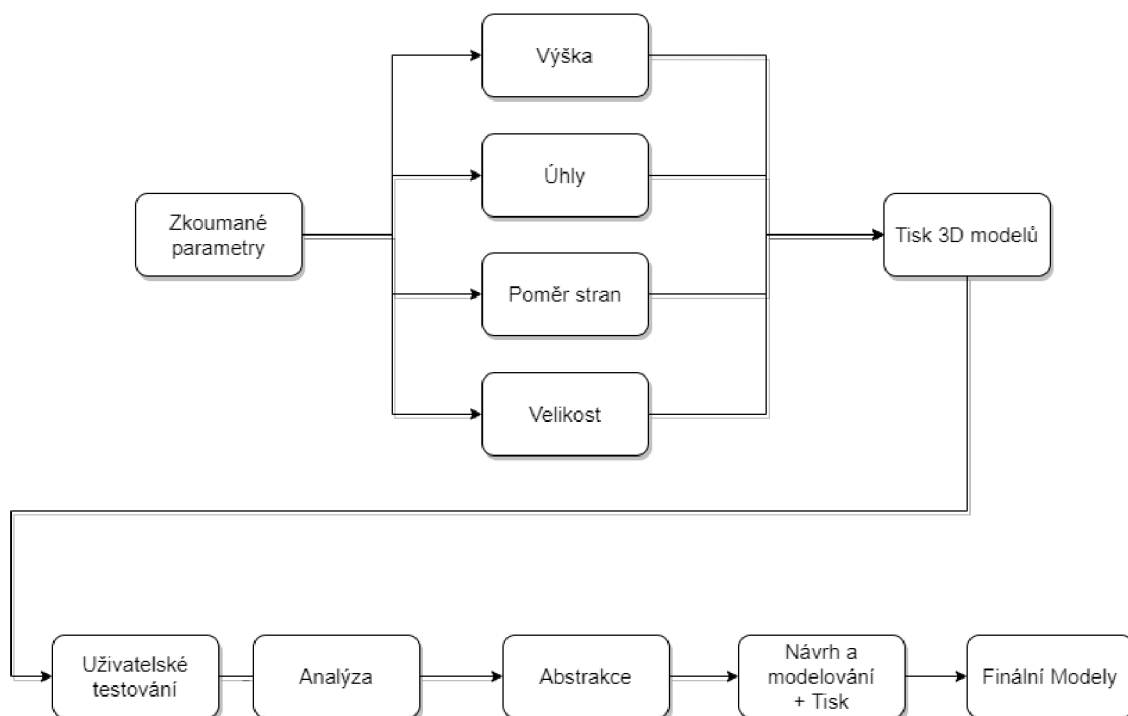 Zkoumané
parametry
Výška
Úhly
Poměr stran
Velikost
Tisk 3D modelů
Uživatelské
testování
Analýza
Abstrakce
Návrh a
modelování
+ Tisk
Finální Modely